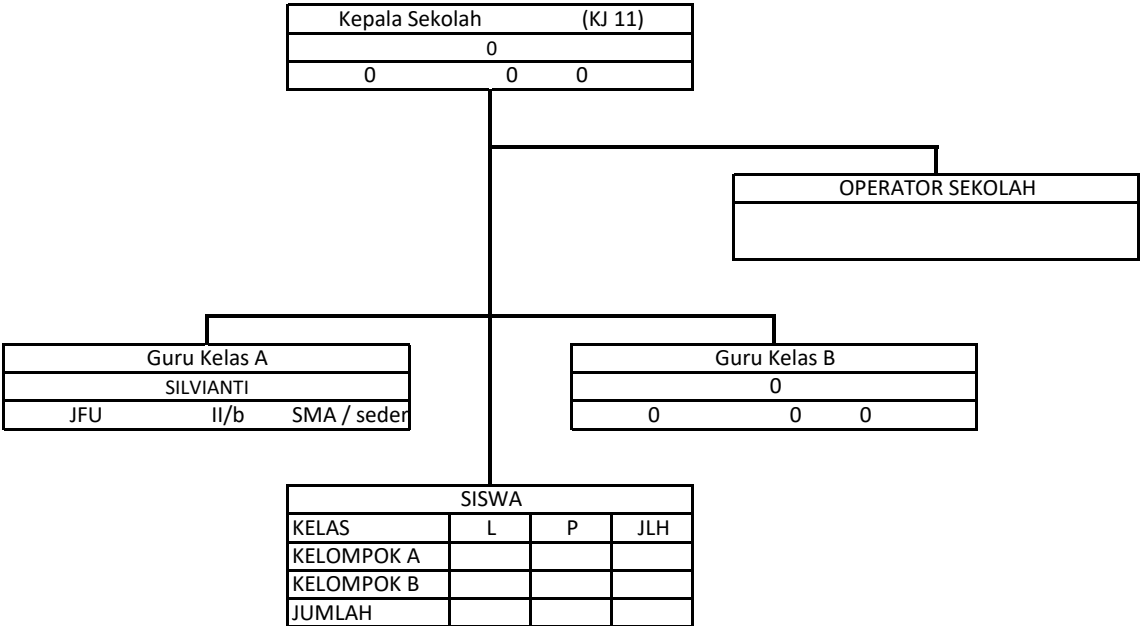 Kepala Sekolah (KJ 11)
0
0 0 0
OPERATOR SEKOLAH
Guru Kelas A
SILVIANTI
JFU II/b SMA / seder
Guru Kelas B
0
0 0 0
SISWA
KELAS L P JLH
KELOMPOK A
KELOMPOK B
JUMLAH